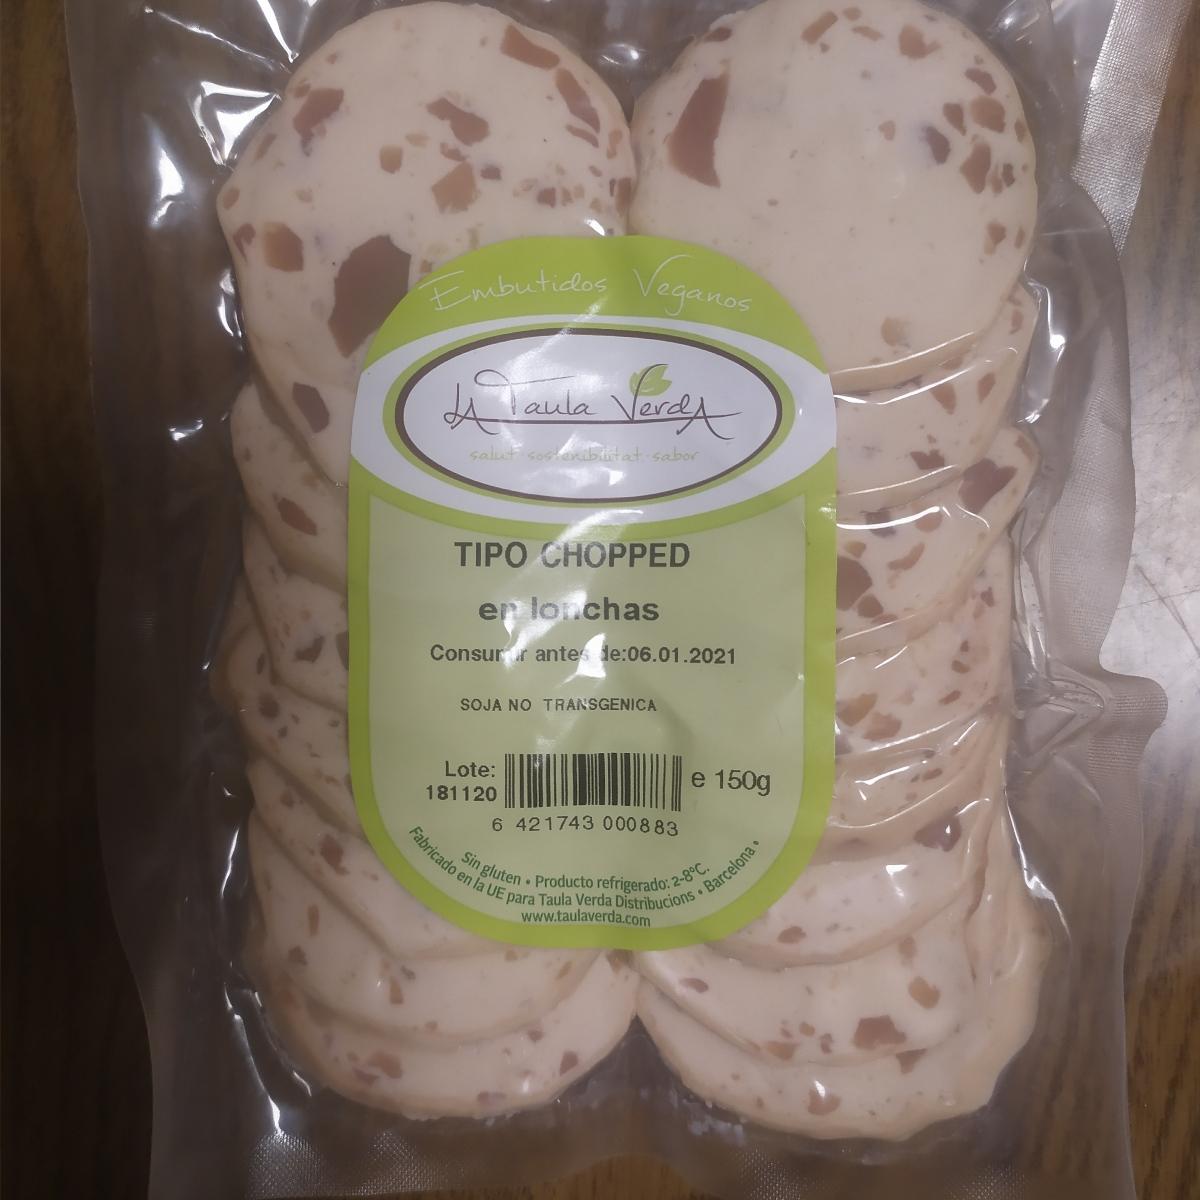 Embutidos Veganos
LA Taula VerdA
salut·sostenibilitat·sabor
TIPO CHOPPED
en lonchas
Consumir antes de:06.01.2021
SOJA NO TRANSGENICA
Lote:
181120
e 150g
6 421743 000883
Sin gluten • Producto refrigerado: 2-8ºC.
Fabricado en la UE para Taula Verda Distribucions • Barcelona •
www.taulaverda.com